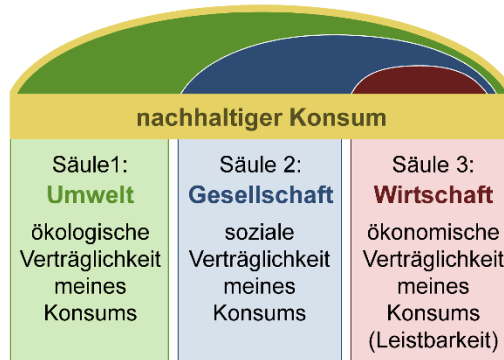 nachhaltiger Konsum
Säule1:
Umwelt
ökologische
Verträglichkeit
meines
Konsums
Säule 2:
Gesellschaft
soziale
Verträglichkeit
meines
Konsums
Säule 3:
Wirtschaft
ökonomische
Verträglichkeit
meines
Konsums
(Leistbarkeit)